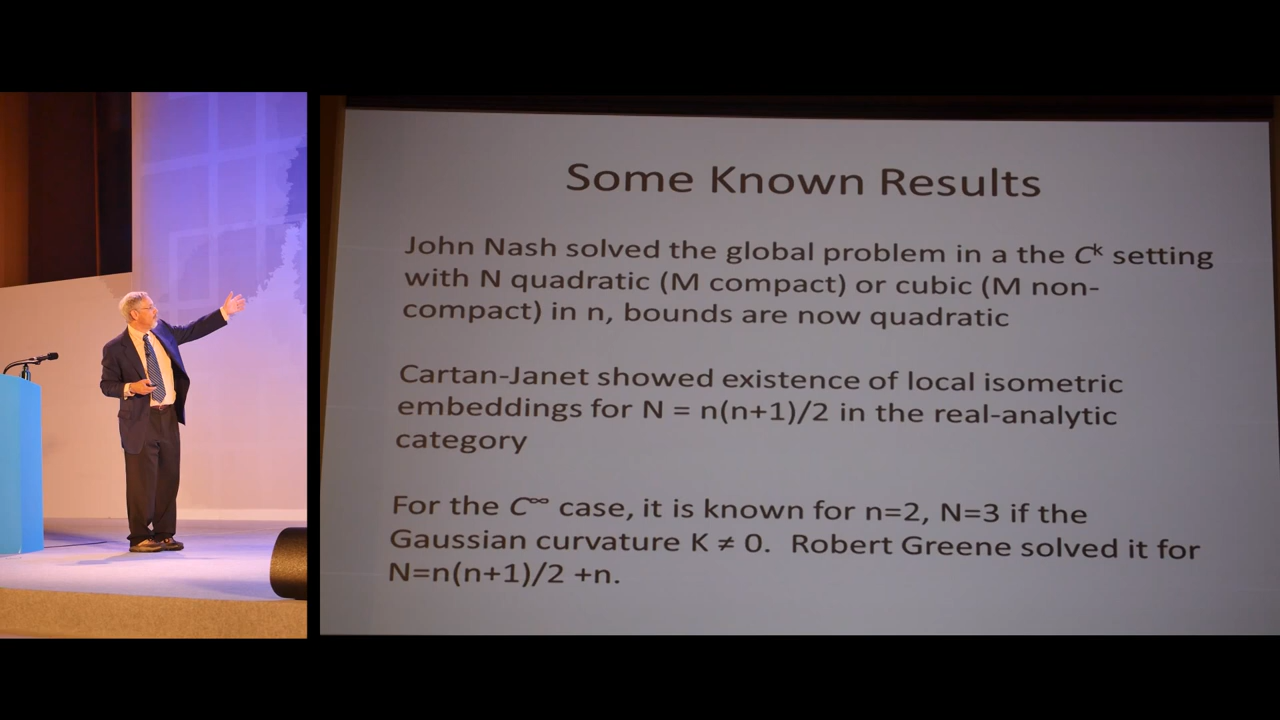 Some Known Results
John Nash solved the global problem in a the Cᵏ setting
with N quadratic (M compact) or cubic (M non-
compact) in n, bounds are now quadratic
Cartan-Janet showed existence of local isometric
embeddings for N = n(n+1)/2 in the real-analytic
category
For the C∞ case, it is known for n=2, N=3 if the
Gaussian curvature K ≠ 0. Robert Greene solved it for
N=n(n+1)/2 +n.